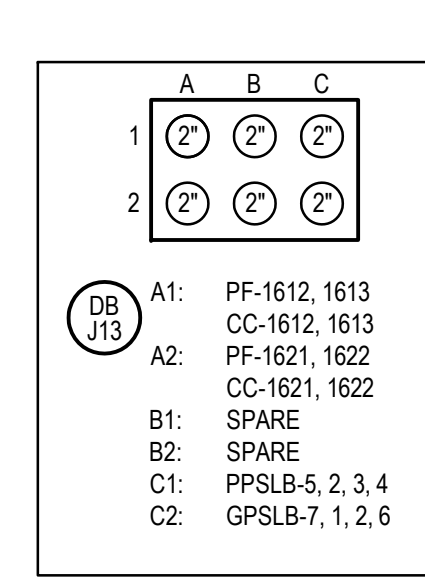 A B C
1 2" 2" 2"
2 2" 2" 2"
DB
J13
A1: PF-1612, 1613
CC-1612, 1613
A2: PF-1621, 1622
CC-1621, 1622
B1: SPARE
B2: SPARE
C1: PPSLB-5, 2, 3, 4
C2: GPSLB-7, 1, 2, 6